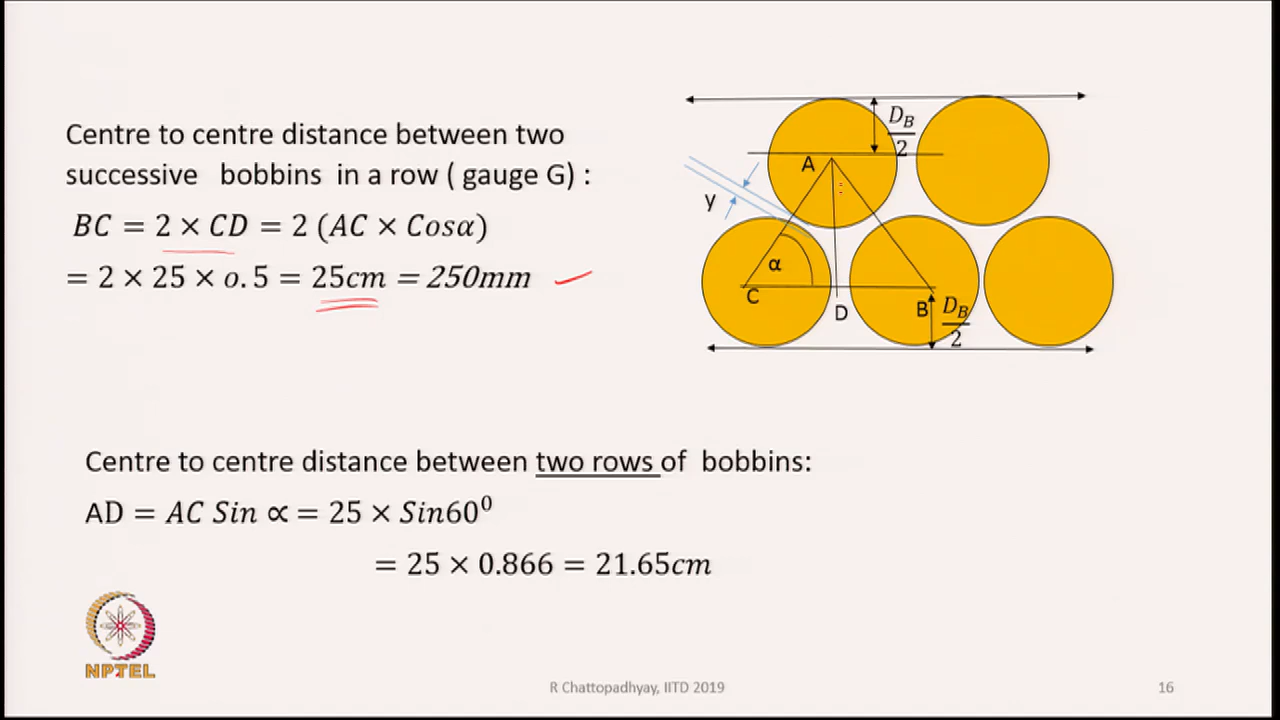 Centre to centre distance between two
successive bobbins in a row ( gauge G) :
BC = 2 × CD = 2 (AC × Cosα)
= 2 × 25 × o. 5 = 25cm = 250mm
D_B/2
A
y
α
C
D
B
D_B/2
Centre to centre distance between two rows of bobbins:
AD = AC Sin ∝ = 25 × Sin60⁰
= 25 × 0.866 = 21.65cm
NPTEL
R Chattopadhyay, IITD 2019
16